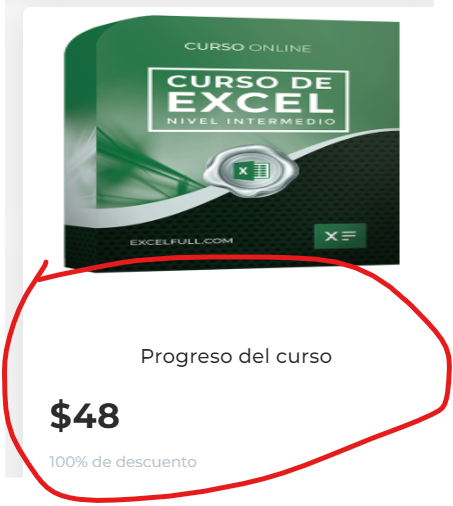 CURSO ONLINE
CURSO DE
EXCEL
NIVEL INTERMEDIO
X
EXCELFULL.COM
X
Progreso del curso
$48
100% de descuento